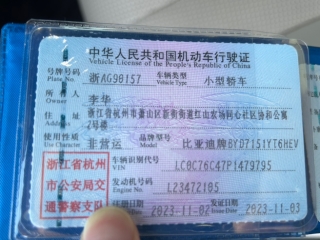 中华人民共和国机动车行驶证
Vehicle License of the People's Republic of China
号牌号码 浙AG90157 车辆类型 小型轿车
Plate No. Vehicle Type
所有人 李华
Owner
住址 浙江省杭州市萧山区新街街道红山农场同心社区协和公寓
Address 2号楼
使用性质 非营运 品牌型号 比亚迪牌BYD7151YT6HEV
Use Character Model
浙江省杭州 车辆识别代号 LC0C76C47P1479795
市公安局交 VIN
通警察支队 发动机号码 L23472105
Engine No.
注册日期 2023-11-02 发证日期 2023-11-03
Issue Date